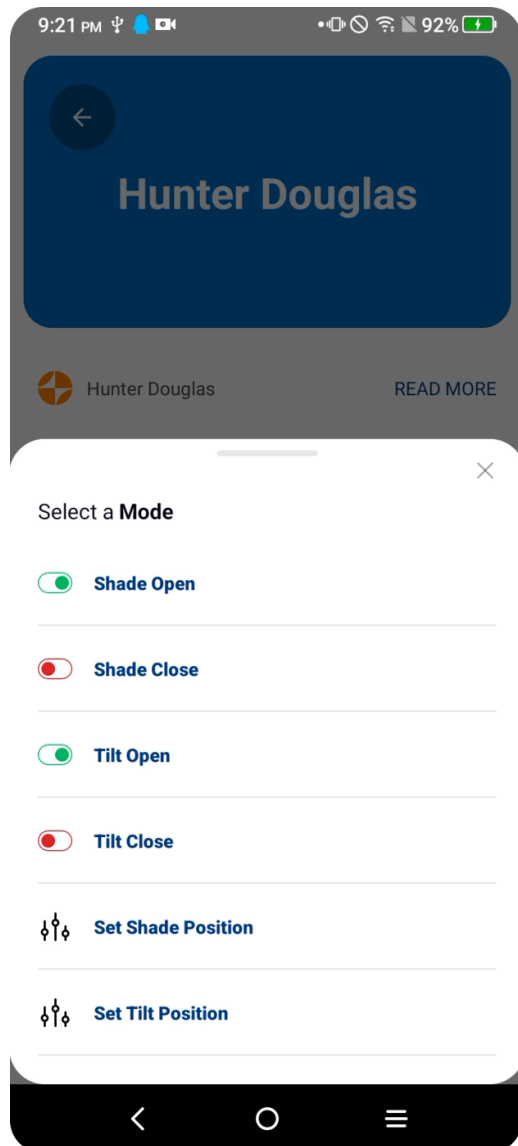 9:21 PM 92%
Hunter Douglas
Hunter Douglas READ MORE
Select a Mode
Shade Open
Shade Close
Tilt Open
Tilt Close
Set Shade Position
Set Tilt Position